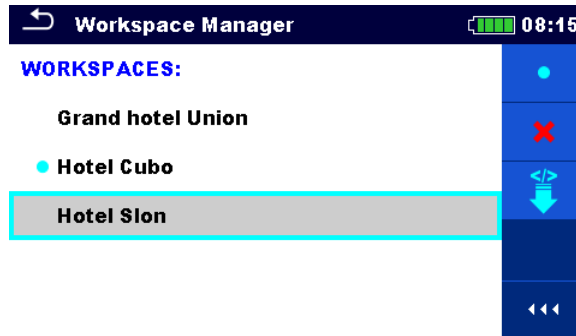 Workspace Manager 08:15
WORKSPACES:
Grand hotel Union
Hotel Cubo
Hotel Slon
</>